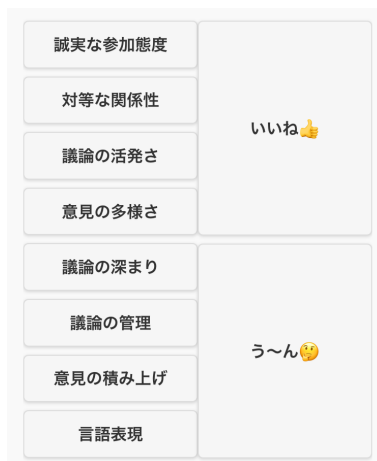 誠実な参加態度
対等な関係性
議論の活発さ
意見の多様さ
議論の深まり
議論の管理
意見の積み上げ
言語表現
いいね👍
う〜ん🤔